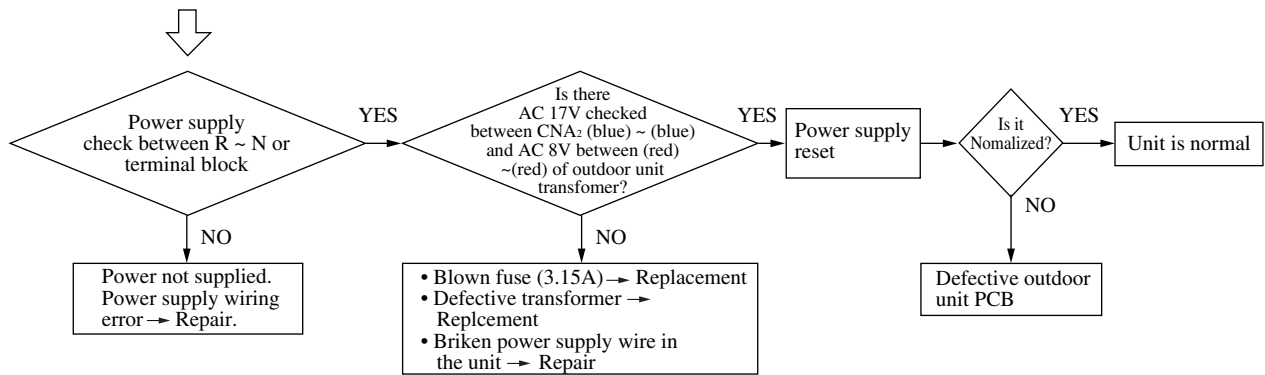 Power supply
check between R ~ N or
terminal block
YES
NO
Power not supplied.
Power supply wiring
error → Repair.
Is there
AC 17V checked
between CNA₂ (blue) ~ (blue)
and AC 8V between (red)
~(red) of outdoor unit
transfomer?
YES
NO
• Blown fuse (3.15A) → Replacement
• Defective transformer →
Replcement
• Briken power supply wire in
the unit → Repair
Power supply
reset
Is it
Nomalized?
YES
NO
Unit is normal
Defective outdoor
unit PCB